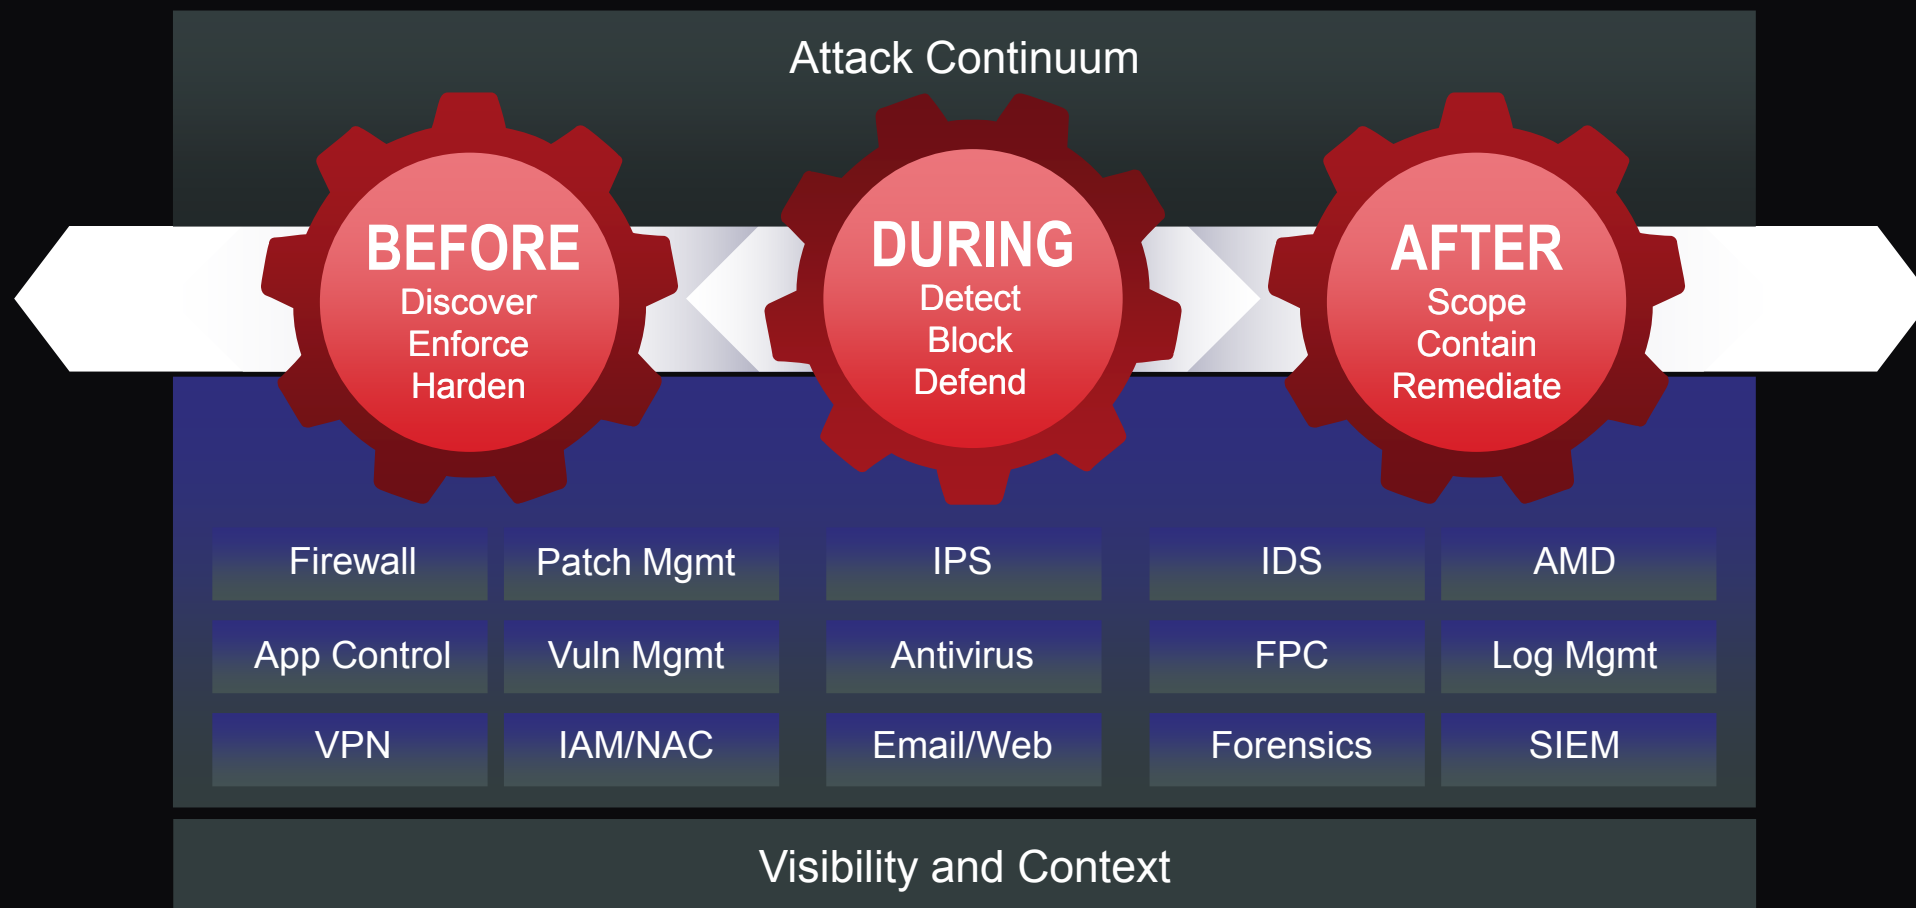 Attack Continuum
BEFORE
Discover
Enforce
Harden
DURING
Detect
Block
Defend
AFTER
Scope
Contain
Remediate
Firewall
Patch Mgmt
IPS
IDS
AMD
App Control
Vuln Mgmt
Antivirus
FPC
Log Mgmt
VPN
IAM/NAC
Email/Web
Forensics
SIEM
Visibility and Context